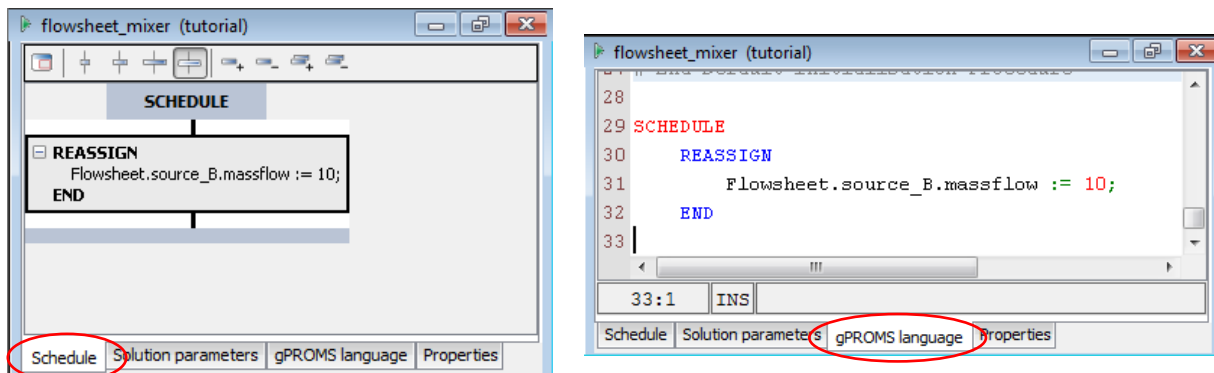 flowsheet_mixer (tutorial)
SCHEDULE
REASSIGN
Flowsheet.source_B.massflow := 10;
END
Schedule
Solution parameters
gPROMS language
Properties
flowsheet_mixer (tutorial)
28
29 SCHEDULE
30 REASSIGN
31 Flowsheet.source_B.massflow := 10;
32 END
33
33:1 INS
Schedule
Solution parameters
gPROMS language
Properties